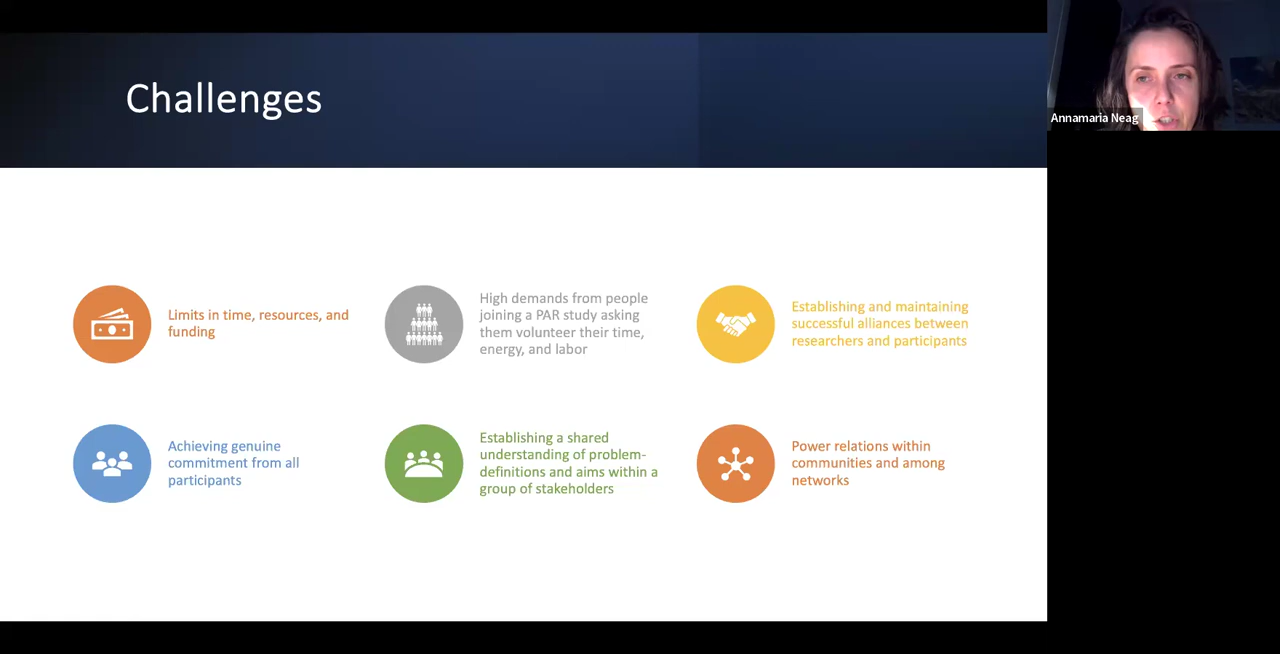 Challenges
Annamaria Neag
Limits in time, resources, and
funding
High demands from people
joining a PAR study asking
them volunteer their time,
energy, and labor
Establishing and maintaining
successful alliances between
researchers and participants
Achieving genuine
commitment from all
participants
Establishing a shared
understanding of problem-
definitions and aims within a
group of stakeholders
Power relations within
communities and among
networks